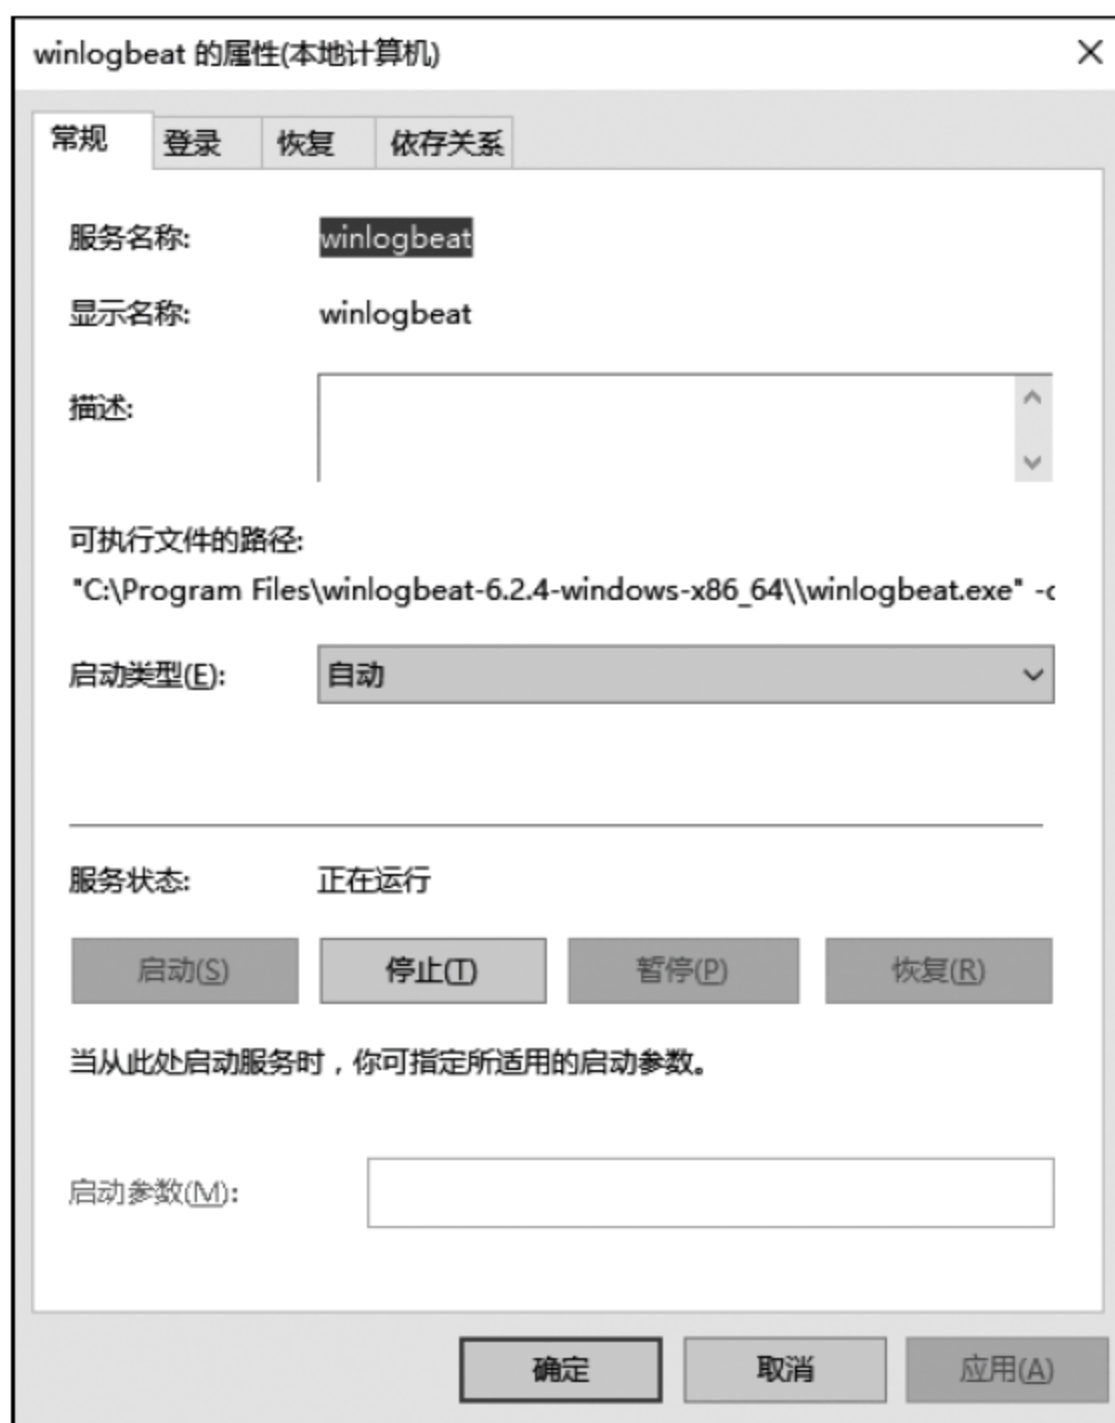 winlogbeat 的属性(本地计算机)
常规 登录 恢复 依存关系
服务名称: winlogbeat
显示名称: winlogbeat
描述:
可执行文件的路径:
"C:\Program Files\winlogbeat-6.2.4-windows-x86_64\\winlogbeat.exe" -c
启动类型(E): 自动
服务状态: 正在运行
启动(S) 停止(T) 暂停(P) 恢复(R)
当从此处启动服务时，你可指定所适用的启动参数。
启动参数(M):
确定 取消 应用(A)